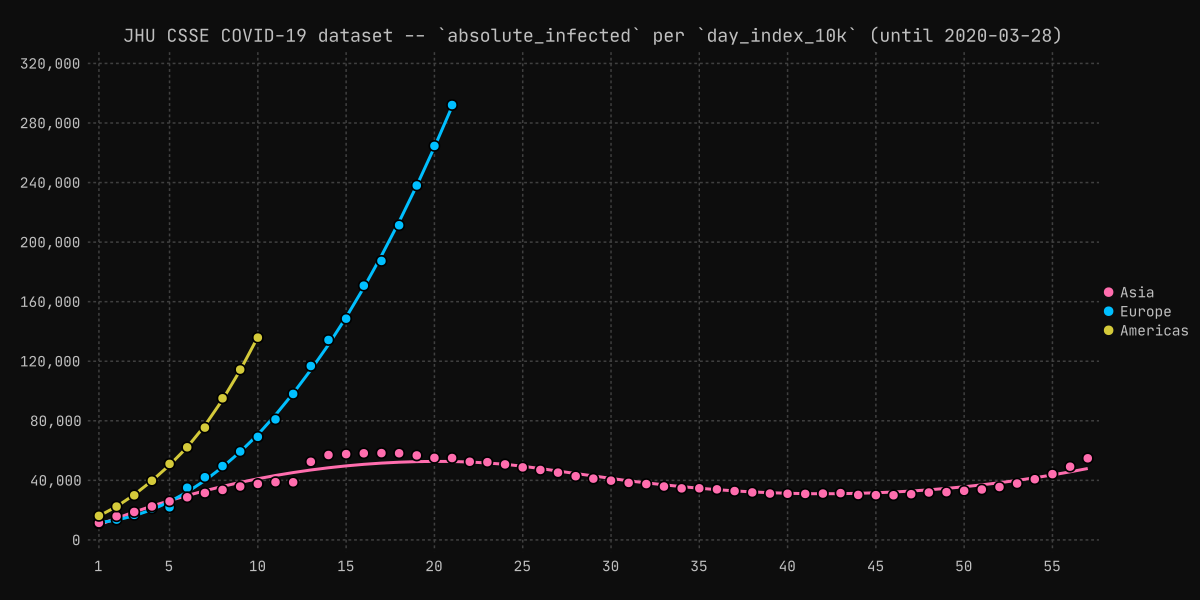 JHU CSSE COVID-19 dataset -- `absolute_infected` per `day_index_10k` (until 2020-03-28)
320,000
280,000
240,000
200,000
160,000
120,000
80,000
40,000
0
1 5 10 15 20 25 30 35 40 45 50 55
Asia
Europe
Americas